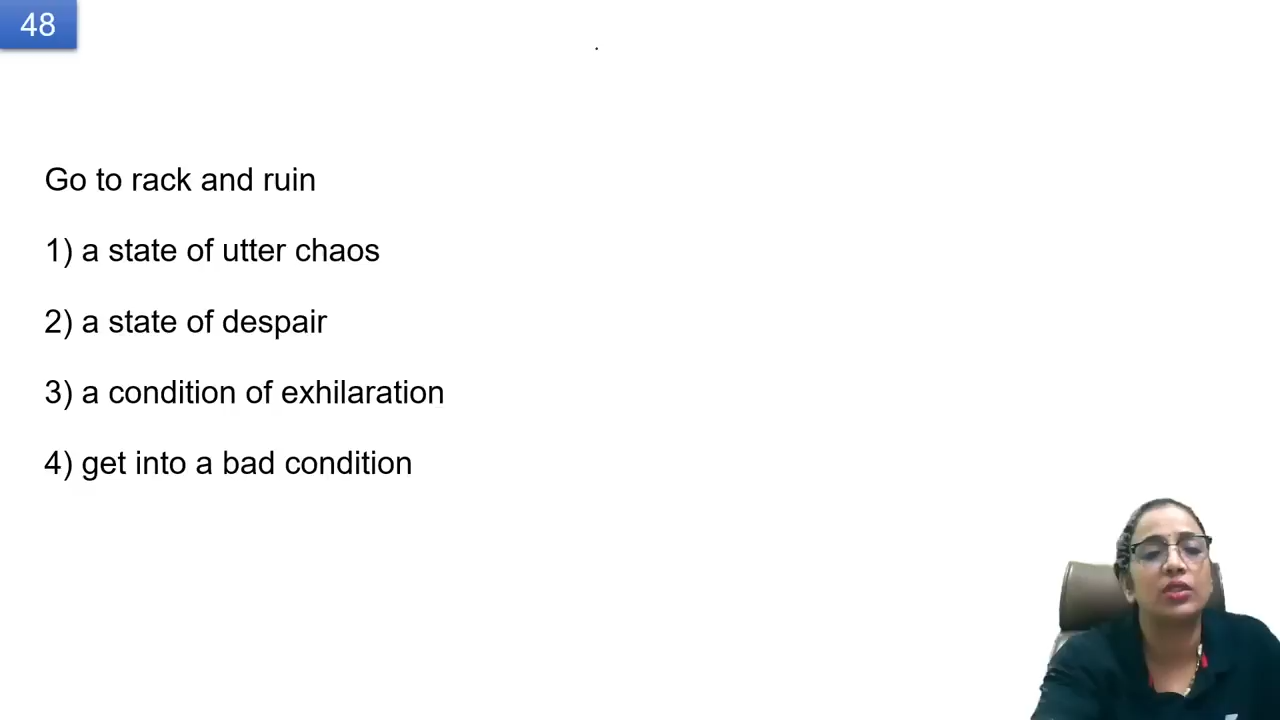 48
Go to rack and ruin
1) a state of utter chaos
2) a state of despair
3) a condition of exhilaration
4) get into a bad condition